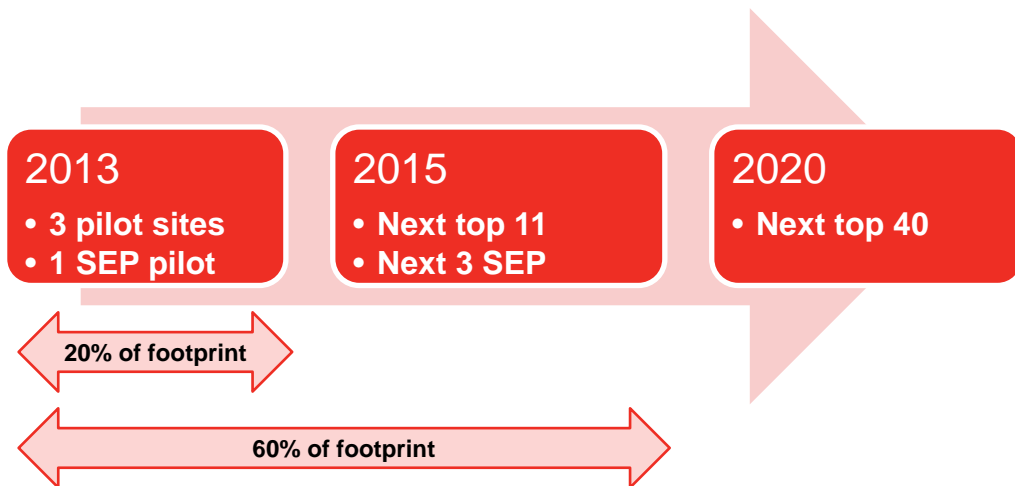 2013
• 3 pilot sites
• 1 SEP pilot
2015
• Next top 11
• Next 3 SEP
2020
• Next top 40
20% of footprint
60% of footprint